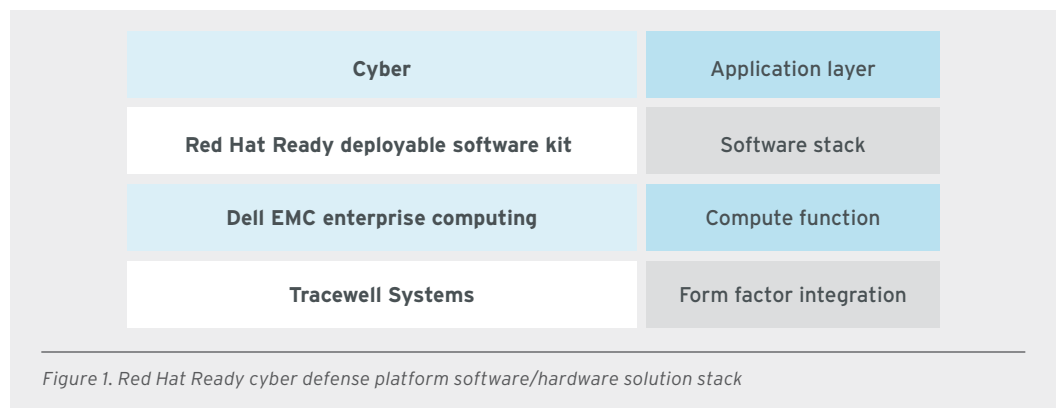 Cyber
Application layer
Red Hat Ready deployable software kit
Software stack
Dell EMC enterprise computing
Compute function
Tracewell Systems
Form factor integration
Figure 1. Red Hat Ready cyber defense platform software/hardware solution stack